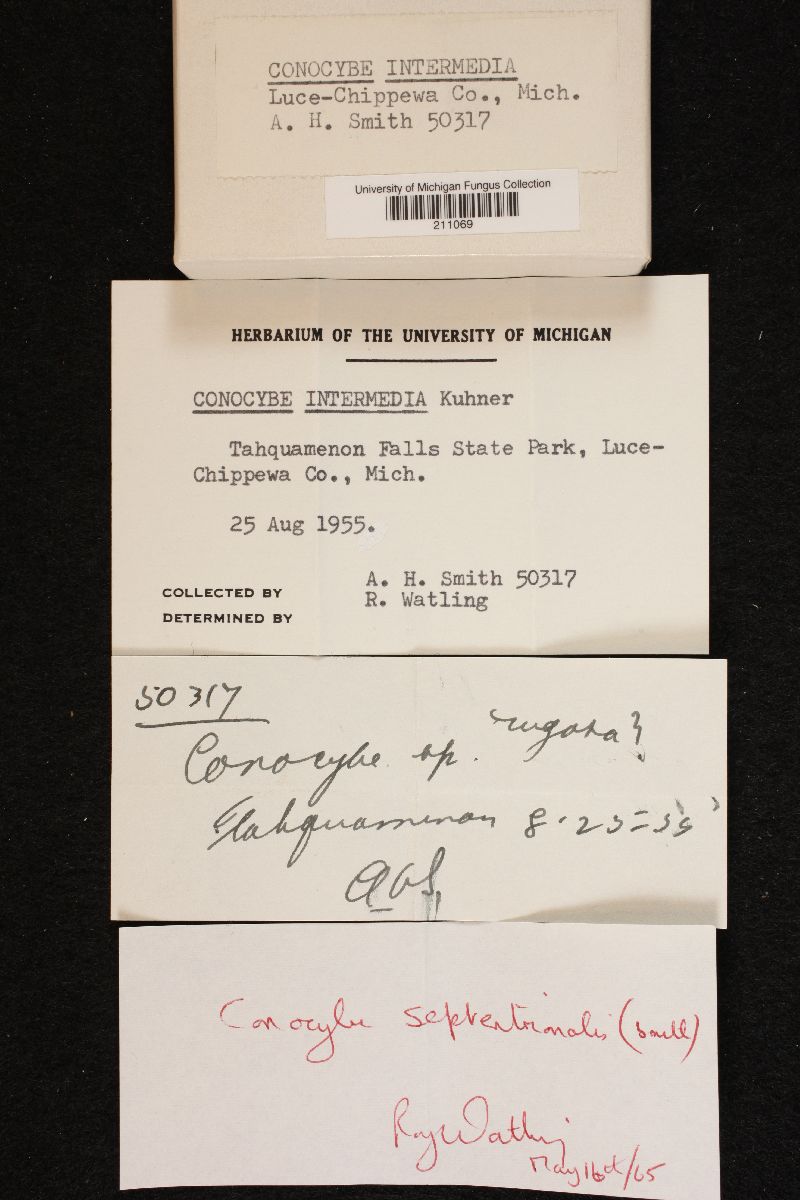 CONOCYBE INTERMEDIA
Luce-Chippewa Co., Mich.
A. H. Smith 50317
University of Michigan Fungus Collection
211069
HERBARIUM OF THE UNIVERSITY OF MICHIGAN
CONOCYBE INTERMEDIA Kuhner
Tahquamenon Falls State Park, Luce-
Chippewa Co., Mich.
25 Aug 1955.
COLLECTED BY A. H. Smith 50317
DETERMINED BY R. Watling
50317
Conocybe sp. rugosa?
Tahquamenon 8-25-55
AHS.
Conocybe septentrionalis (small)
Roy Watling
May 16th/65